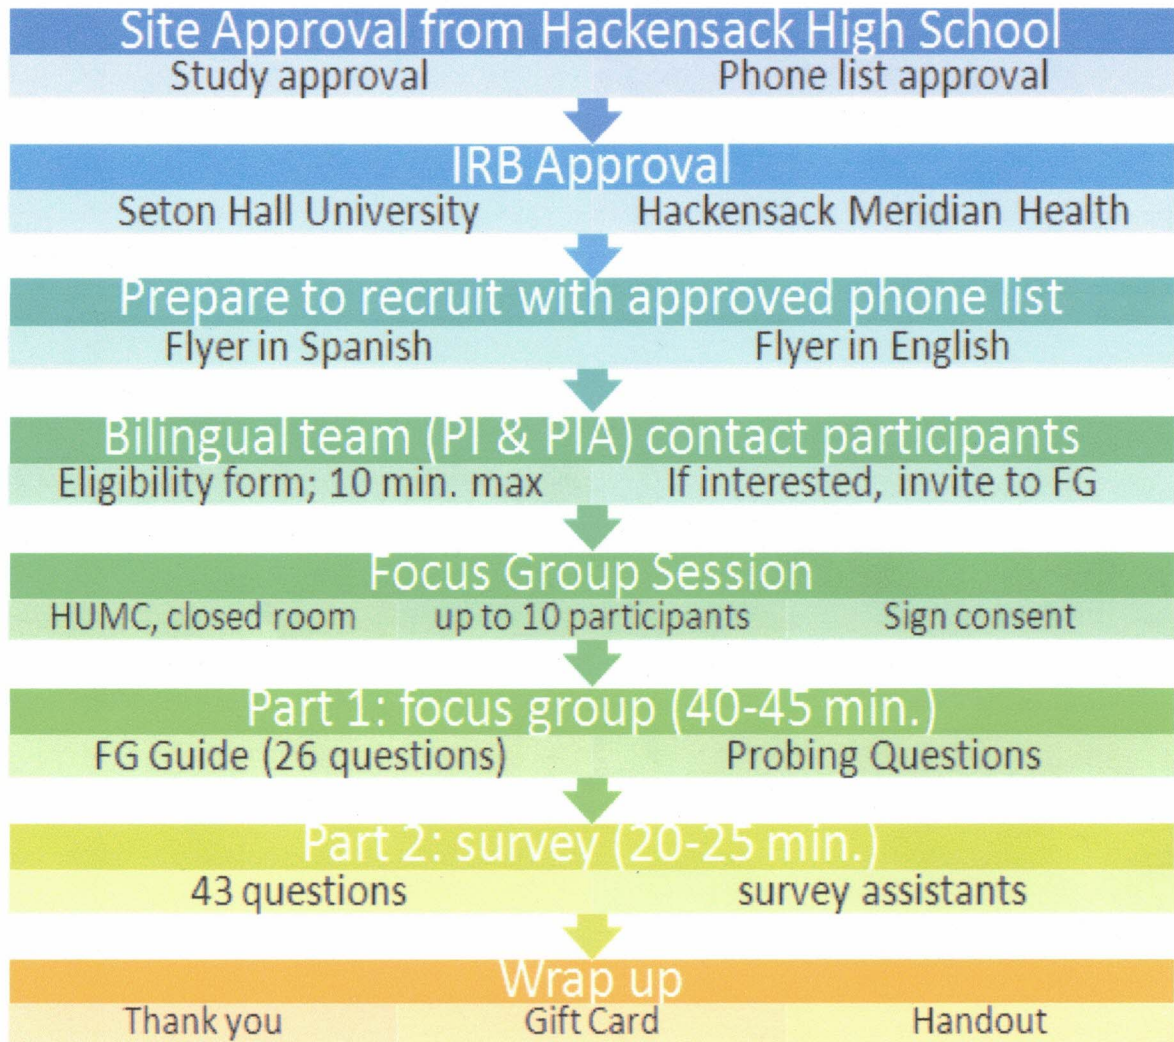 Site Approval from Hackensack High School
Study approval Phone list approval
IRB Approval
Seton Hall University Hackensack Meridian Health
Prepare to recruit with approved phone list
Flyer in Spanish Flyer in English
Bilingual team (PI & PIA) contact participants
Eligibility form; 10 min. max If interested, invite to FG
Focus Group Session
HUMC, closed room up to 10 participants Sign consent
Part 1: focus group (40-45 min.)
FG Guide (26 questions) Probing Questions
Part 2: survey (20-25 min.)
43 questions survey assistants
Wrap up
Thank you Gift Card Handout